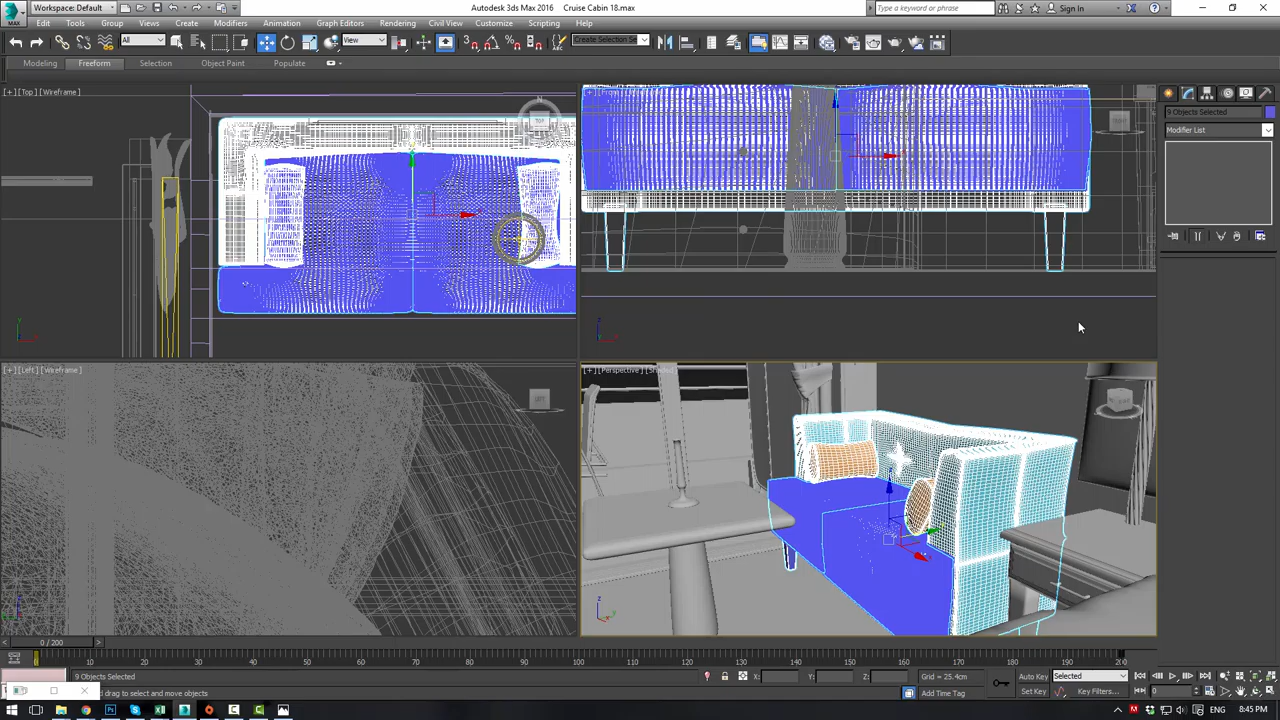 MAX
Workspace: Default
Autodesk 3ds Max 2016    Cruise Cabin 18.max
Type a keyword or phrase
Sign In
Edit Tools Group Views Create Modifiers Animation Graph Editors Rendering Civil View Customize Scripting Help
All
View
Create Selection Se
Modeling Freeform Selection Object Paint Populate
[+] [Top] [Wireframe]
TOP
9 Objects Selected
Modifier List
[+] [Left] [Wireframe]
[+] [Perspective] [Shaded]
0 / 200
10 20 30 40 50 60 70 80 90 100 110 120 130 140 150 160 170 180 190 200
9 Objects Selected
X: Y: Z: Grid = 25.4cm
Auto Key Selected
drag to select and move objects
Add Time Tag
Set Key Key Filters...
0
ENG 8:45 PM